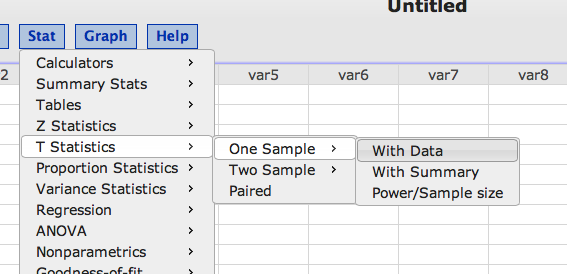 Untitled
Stat Graph Help
2 var5 var6 var7 var8
Calculators
Summary Stats
Tables
Z Statistics
T Statistics
Proportion Statistics
Variance Statistics
Regression
ANOVA
Nonparametrics
Goodness-of-fit
One Sample
Two Sample
Paired
With Data
With Summary
Power/Sample size